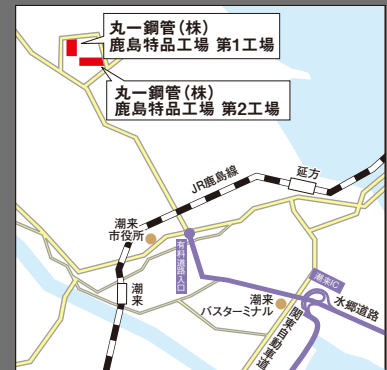 丸一鋼管(株)
鹿島特品工場 第1工場
丸一鋼管(株)
鹿島特品工場 第2工場
JR鹿島線
延方
潮来
市役所
有料道路入口
潮来
潮来IC
水郷道路
潮来
バスターミナル
関東自動車道